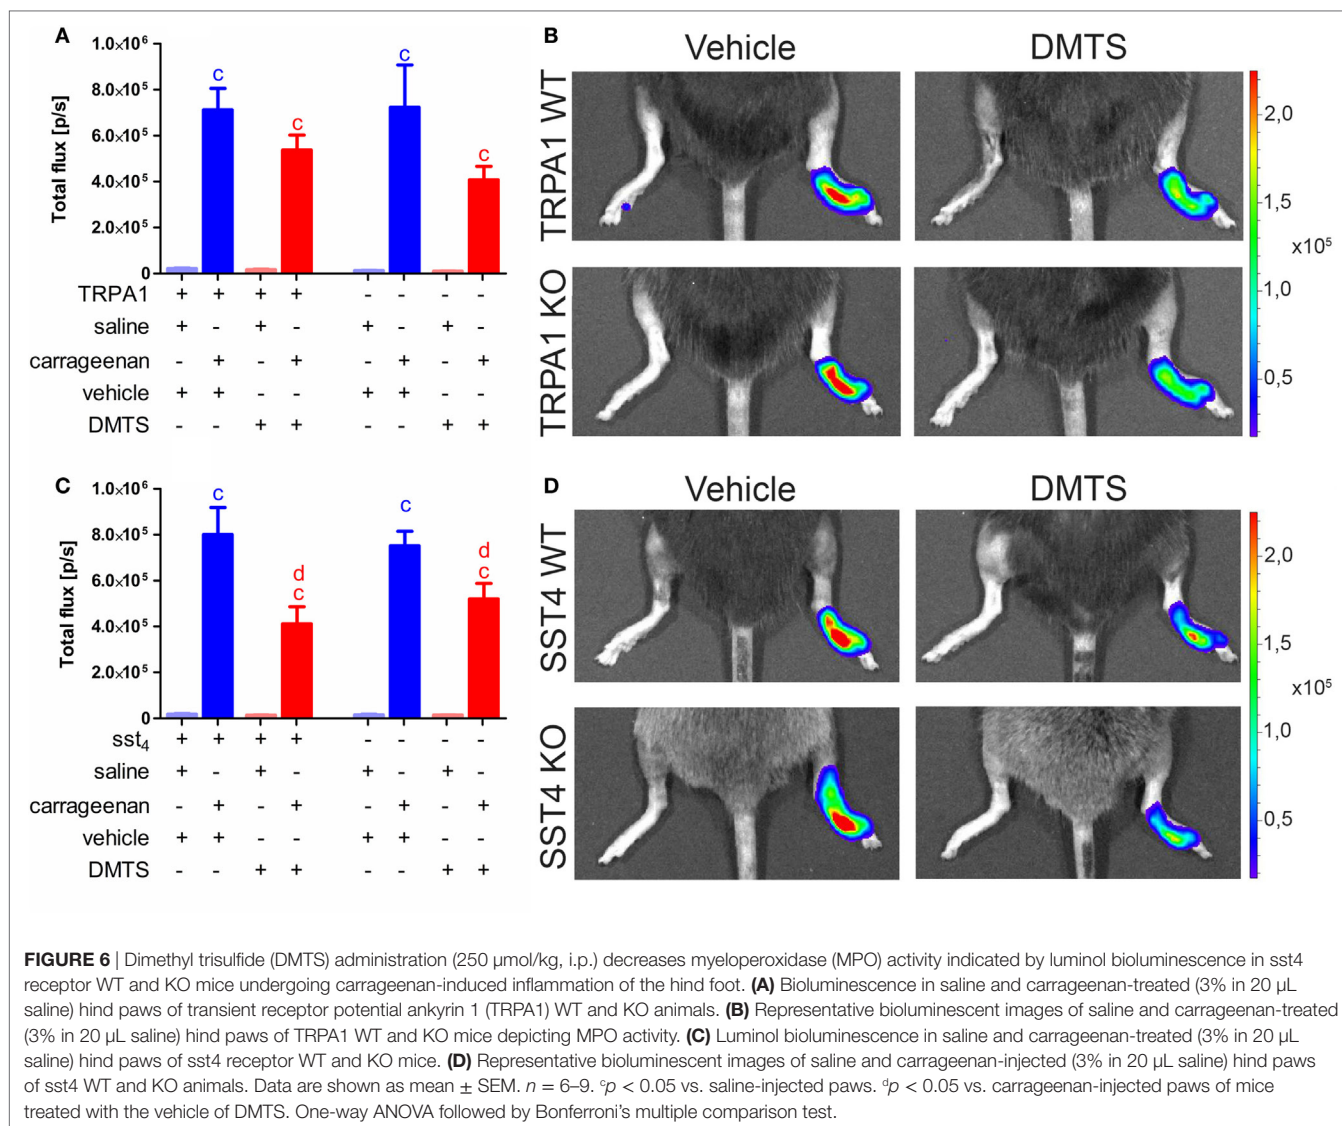 A
1.0×10⁶
8.0×10⁵
6.0×10⁵
4.0×10⁵
2.0×10⁵
0
Total flux [p/s]
c c c c
TRPA1 + + + + - - - -
saline + - + - + - + -
carrageenan - + - + - + - +
vehicle + + - - + + - -
DMTS - - + + - - + +
B
Vehicle DMTS
TRPA1 WT
TRPA1 KO
2,0
1,5
x10⁵
1,0
0,5
C
1.0×10⁶
8.0×10⁵
6.0×10⁵
4.0×10⁵
2.0×10⁵
0
Total flux [p/s]
c d c c d c
sst₄ + + + + - - - -
saline + - + - + - + -
carrageenan - + - + - + - +
vehicle + + - - + + - -
DMTS - - + + - - + +
D
Vehicle DMTS
SST4 WT
SST4 KO
2,0
1,5
x10⁵
1,0
0,5
FIGURE 6 | Dimethyl trisulfide (DMTS) administration (250 µmol/kg, i.p.) decreases myeloperoxidase (MPO) activity indicated by luminol bioluminescence in sst4
receptor WT and KO mice undergoing carrageenan-induced inflammation of the hind foot. (A) Bioluminescence in saline and carrageenan-treated (3% in 20 µL
saline) hind paws of transient receptor potential ankyrin 1 (TRPA1) WT and KO animals. (B) Representative bioluminescent images of saline and carrageenan-treated
(3% in 20 µL saline) hind paws of TRPA1 WT and KO mice depicting MPO activity. (C) Luminol bioluminescence in saline and carrageenan-treated (3% in 20 µL
saline) hind paws of sst4 receptor WT and KO mice. (D) Representative bioluminescent images of saline and carrageenan-injected (3% in 20 µL saline) hind paws
of sst4 WT and KO animals. Data are shown as mean ± SEM. n = 6–9. ᶜp < 0.05 vs. saline-injected paws. ᵈp < 0.05 vs. carrageenan-injected paws of mice
treated with the vehicle of DMTS. One-way ANOVA followed by Bonferroni's multiple comparison test.